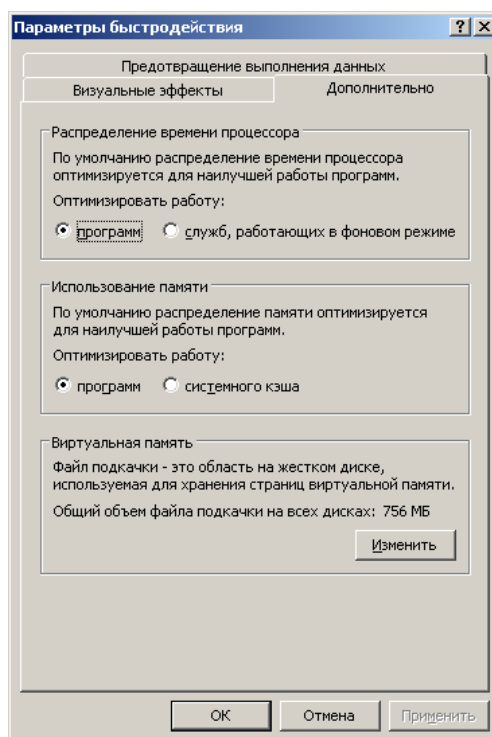 Параметры быстродействия
Предотвращение выполнения данных
Визуальные эффекты
Дополнительно
Распределение времени процессора
По умолчанию распределение времени процессора
оптимизируется для наилучшей работы программ.
Оптимизировать работу:
программ
служб, работающих в фоновом режиме
Использование памяти
По умолчанию распределение памяти оптимизируется
для наилучшей работы программ.
Оптимизировать работу:
программ
системного кэша
Виртуальная память
Файл подкачки - это область на жестком диске,
используемая для хранения страниц виртуальной памяти.
Общий объем файла подкачки на всех дисках: 756 МБ
Изменить
ОК
Отмена
Применить